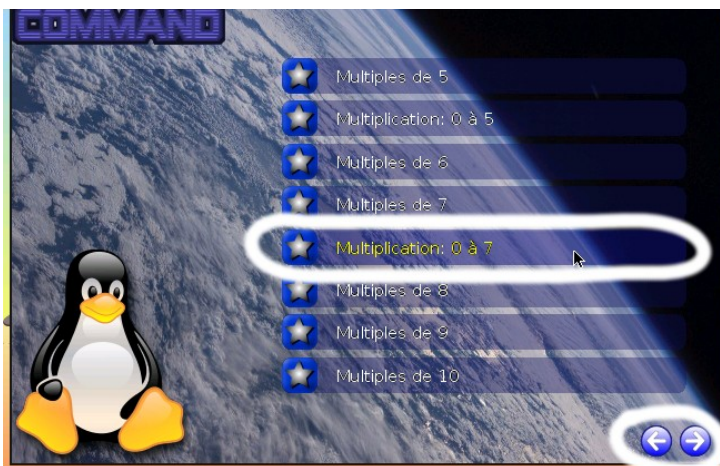 COMMAND
Multiples de 5
Multiplication: 0 à 5
Multiples de 6
Multiples de 7
Multiplication: 0 à 7
Multiples de 8
Multiples de 9
Multiples de 10